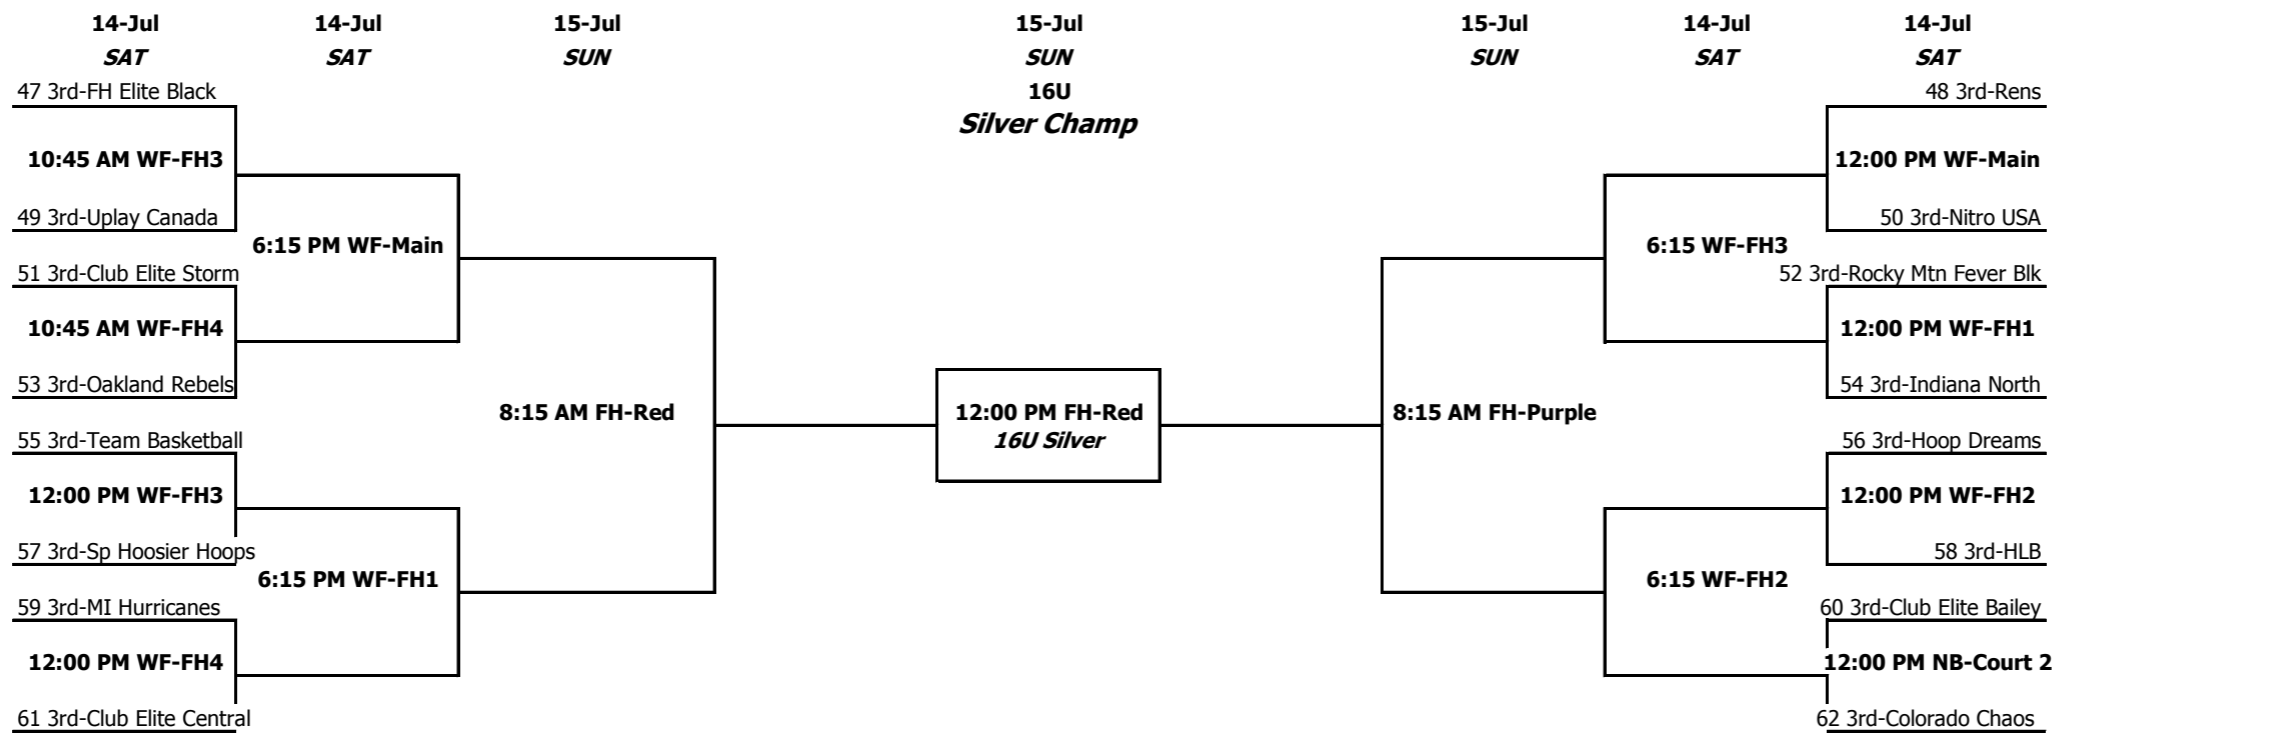 14-Jul 14-Jul 15-Jul 15-Jul 15-Jul 14-Jul 14-Jul
SAT SAT SUN SUN SUN SAT SAT
47 3rd-FH Elite Black 16U 48 3rd-Rens
Silver Champ
10:45 AM WF-FH3 12:00 PM WF-Main
49 3rd-Uplay Canada 50 3rd-Nitro USA
6:15 PM WF-Main 6:15 WF-FH3
51 3rd-Club Elite Storm 52 3rd-Rocky Mtn Fever Blk
10:45 AM WF-FH4 12:00 PM WF-FH1
53 3rd-Oakland Rebels 54 3rd-Indiana North
8:15 AM FH-Red 12:00 PM FH-Red 8:15 AM FH-Purple
55 3rd-Team Basketball 16U Silver 56 3rd-Hoop Dreams
12:00 PM WF-FH3 12:00 PM WF-FH2
57 3rd-Sp Hoosier Hoops 58 3rd-HLB
6:15 PM WF-FH1 6:15 WF-FH2
59 3rd-MI Hurricanes 60 3rd-Club Elite Bailey
12:00 PM WF-FH4 12:00 PM NB-Court 2
61 3rd-Club Elite Central 62 3rd-Colorado Chaos